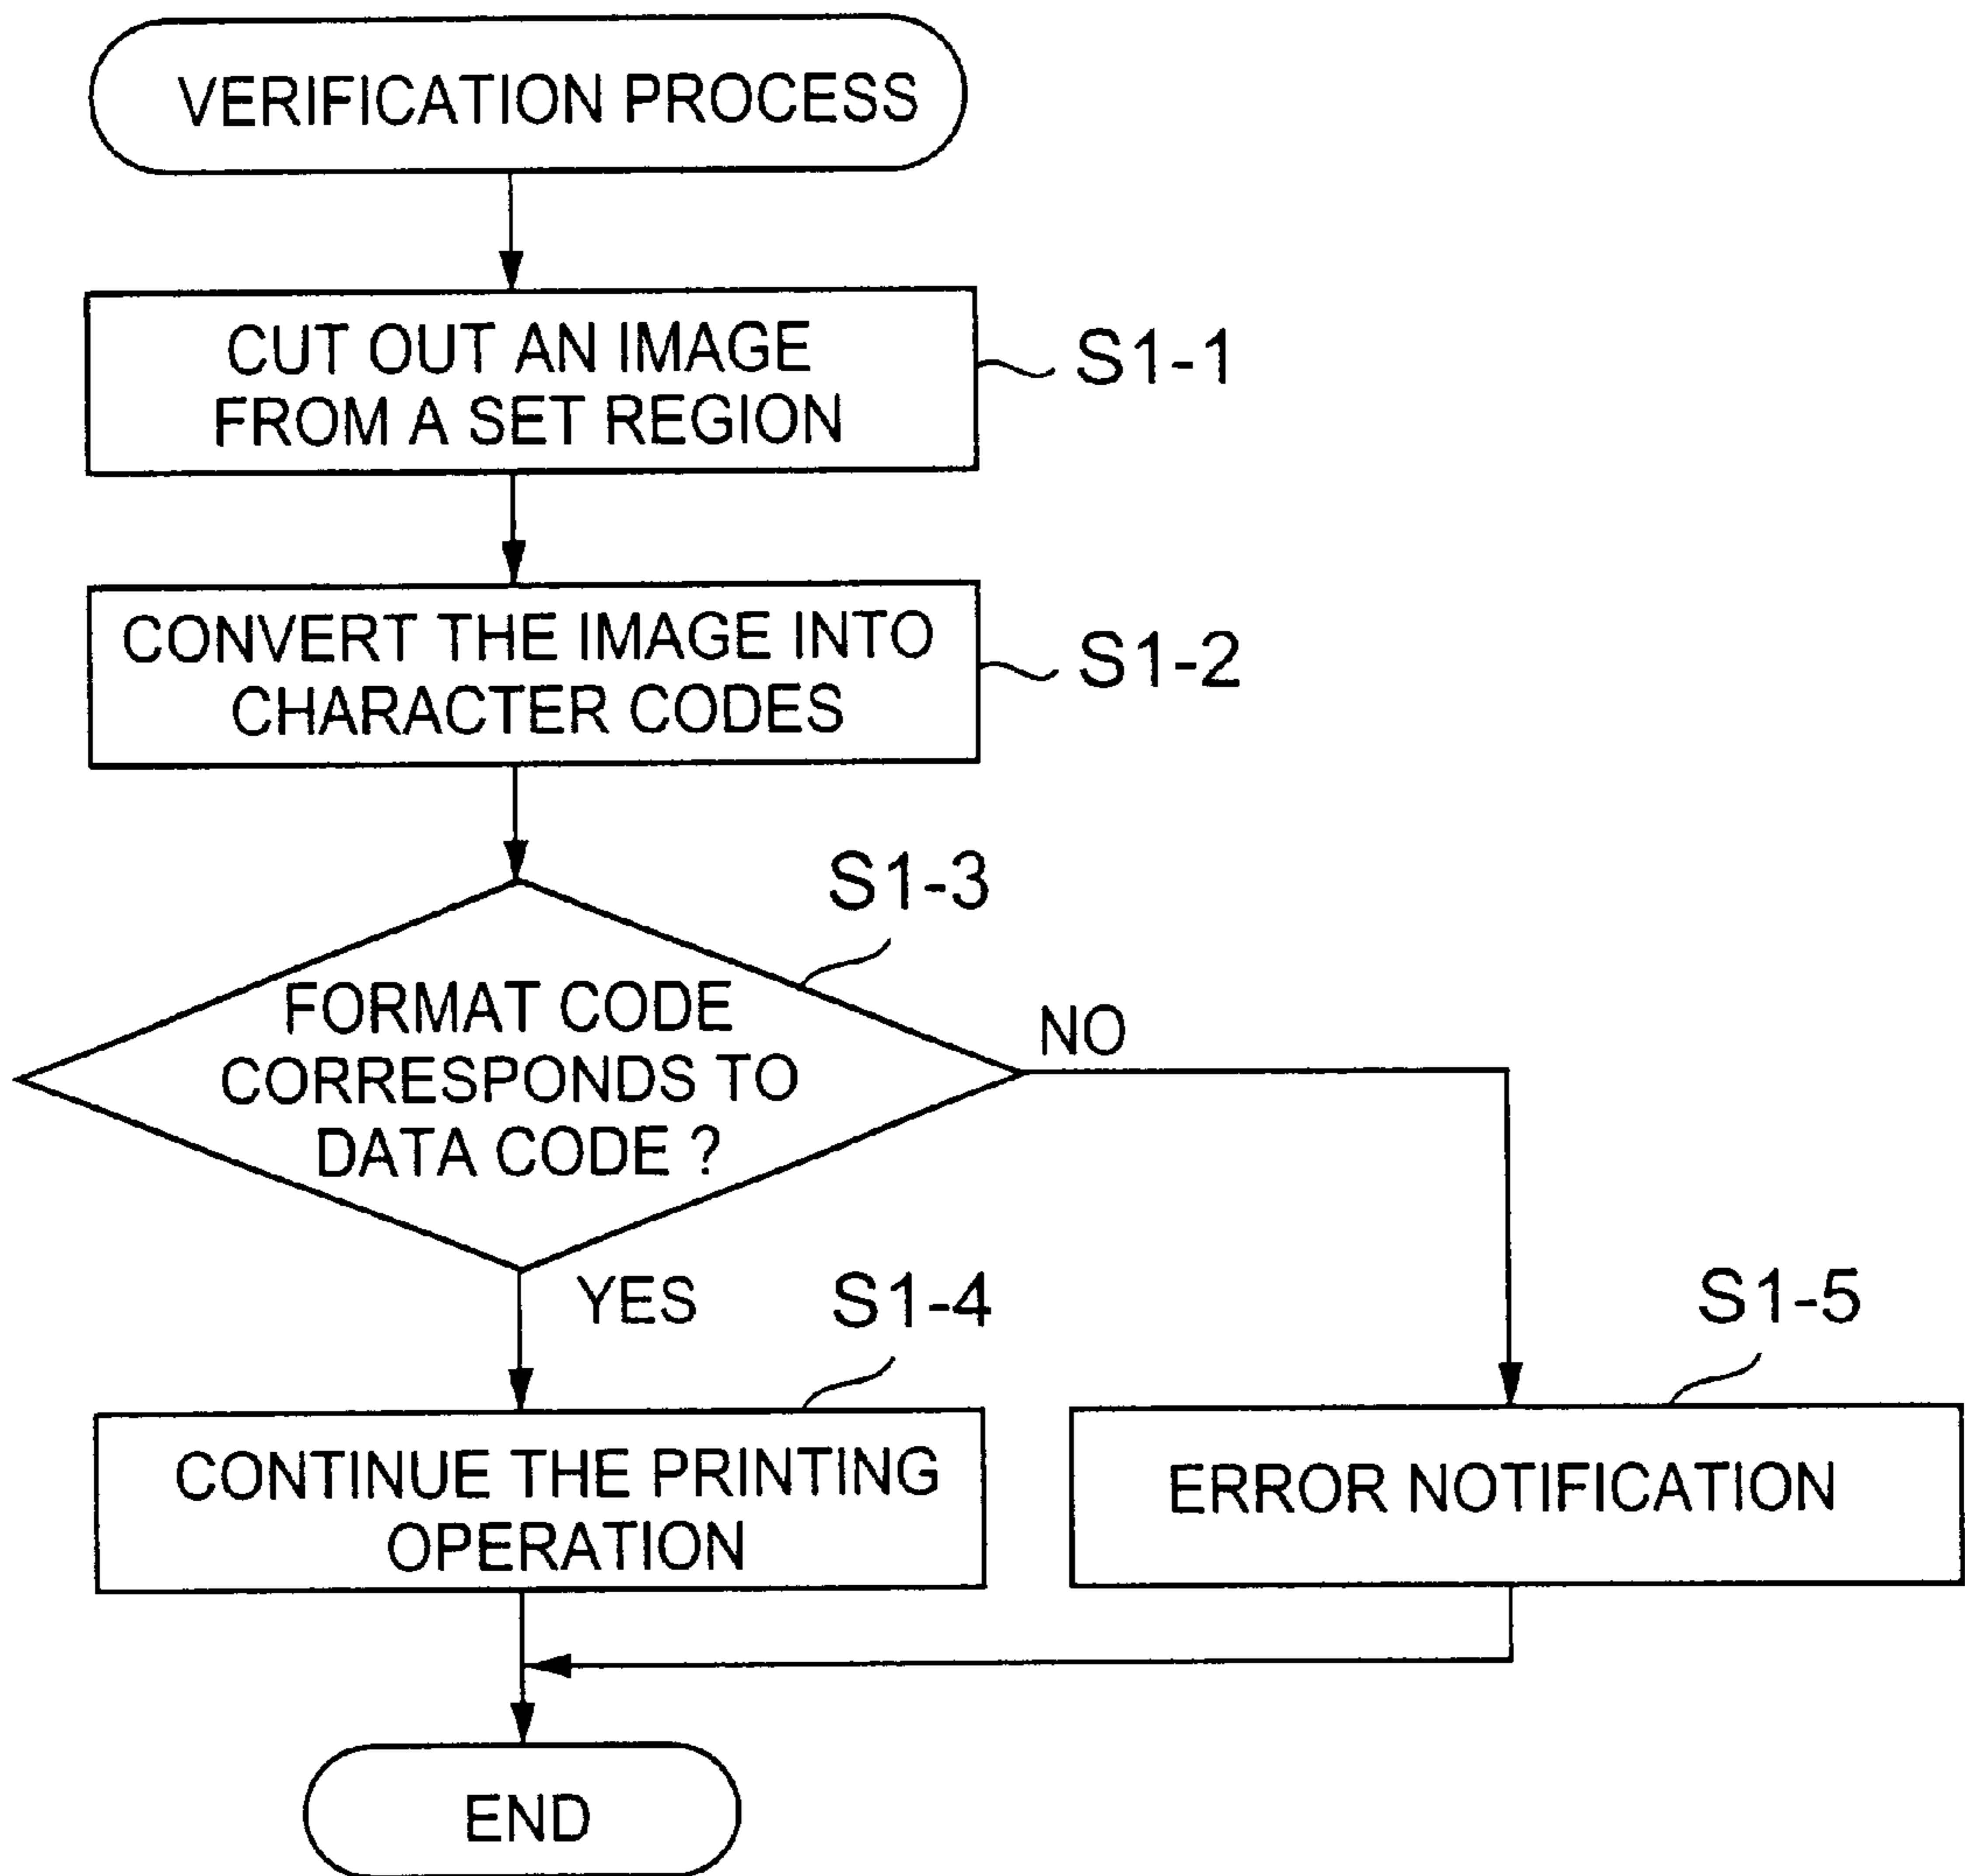 VERIFICATION PROCESS
CUT OUT AN IMAGE
FROM A SET REGION
S1-1
CONVERT THE IMAGE INTO
CHARACTER CODES
S1-2
S1-3
FORMAT CODE
CORRESPONDS TO
DATA CODE ?
NO
YES
S1-4
S1-5
CONTINUE THE PRINTING
OPERATION
ERROR NOTIFICATION
END